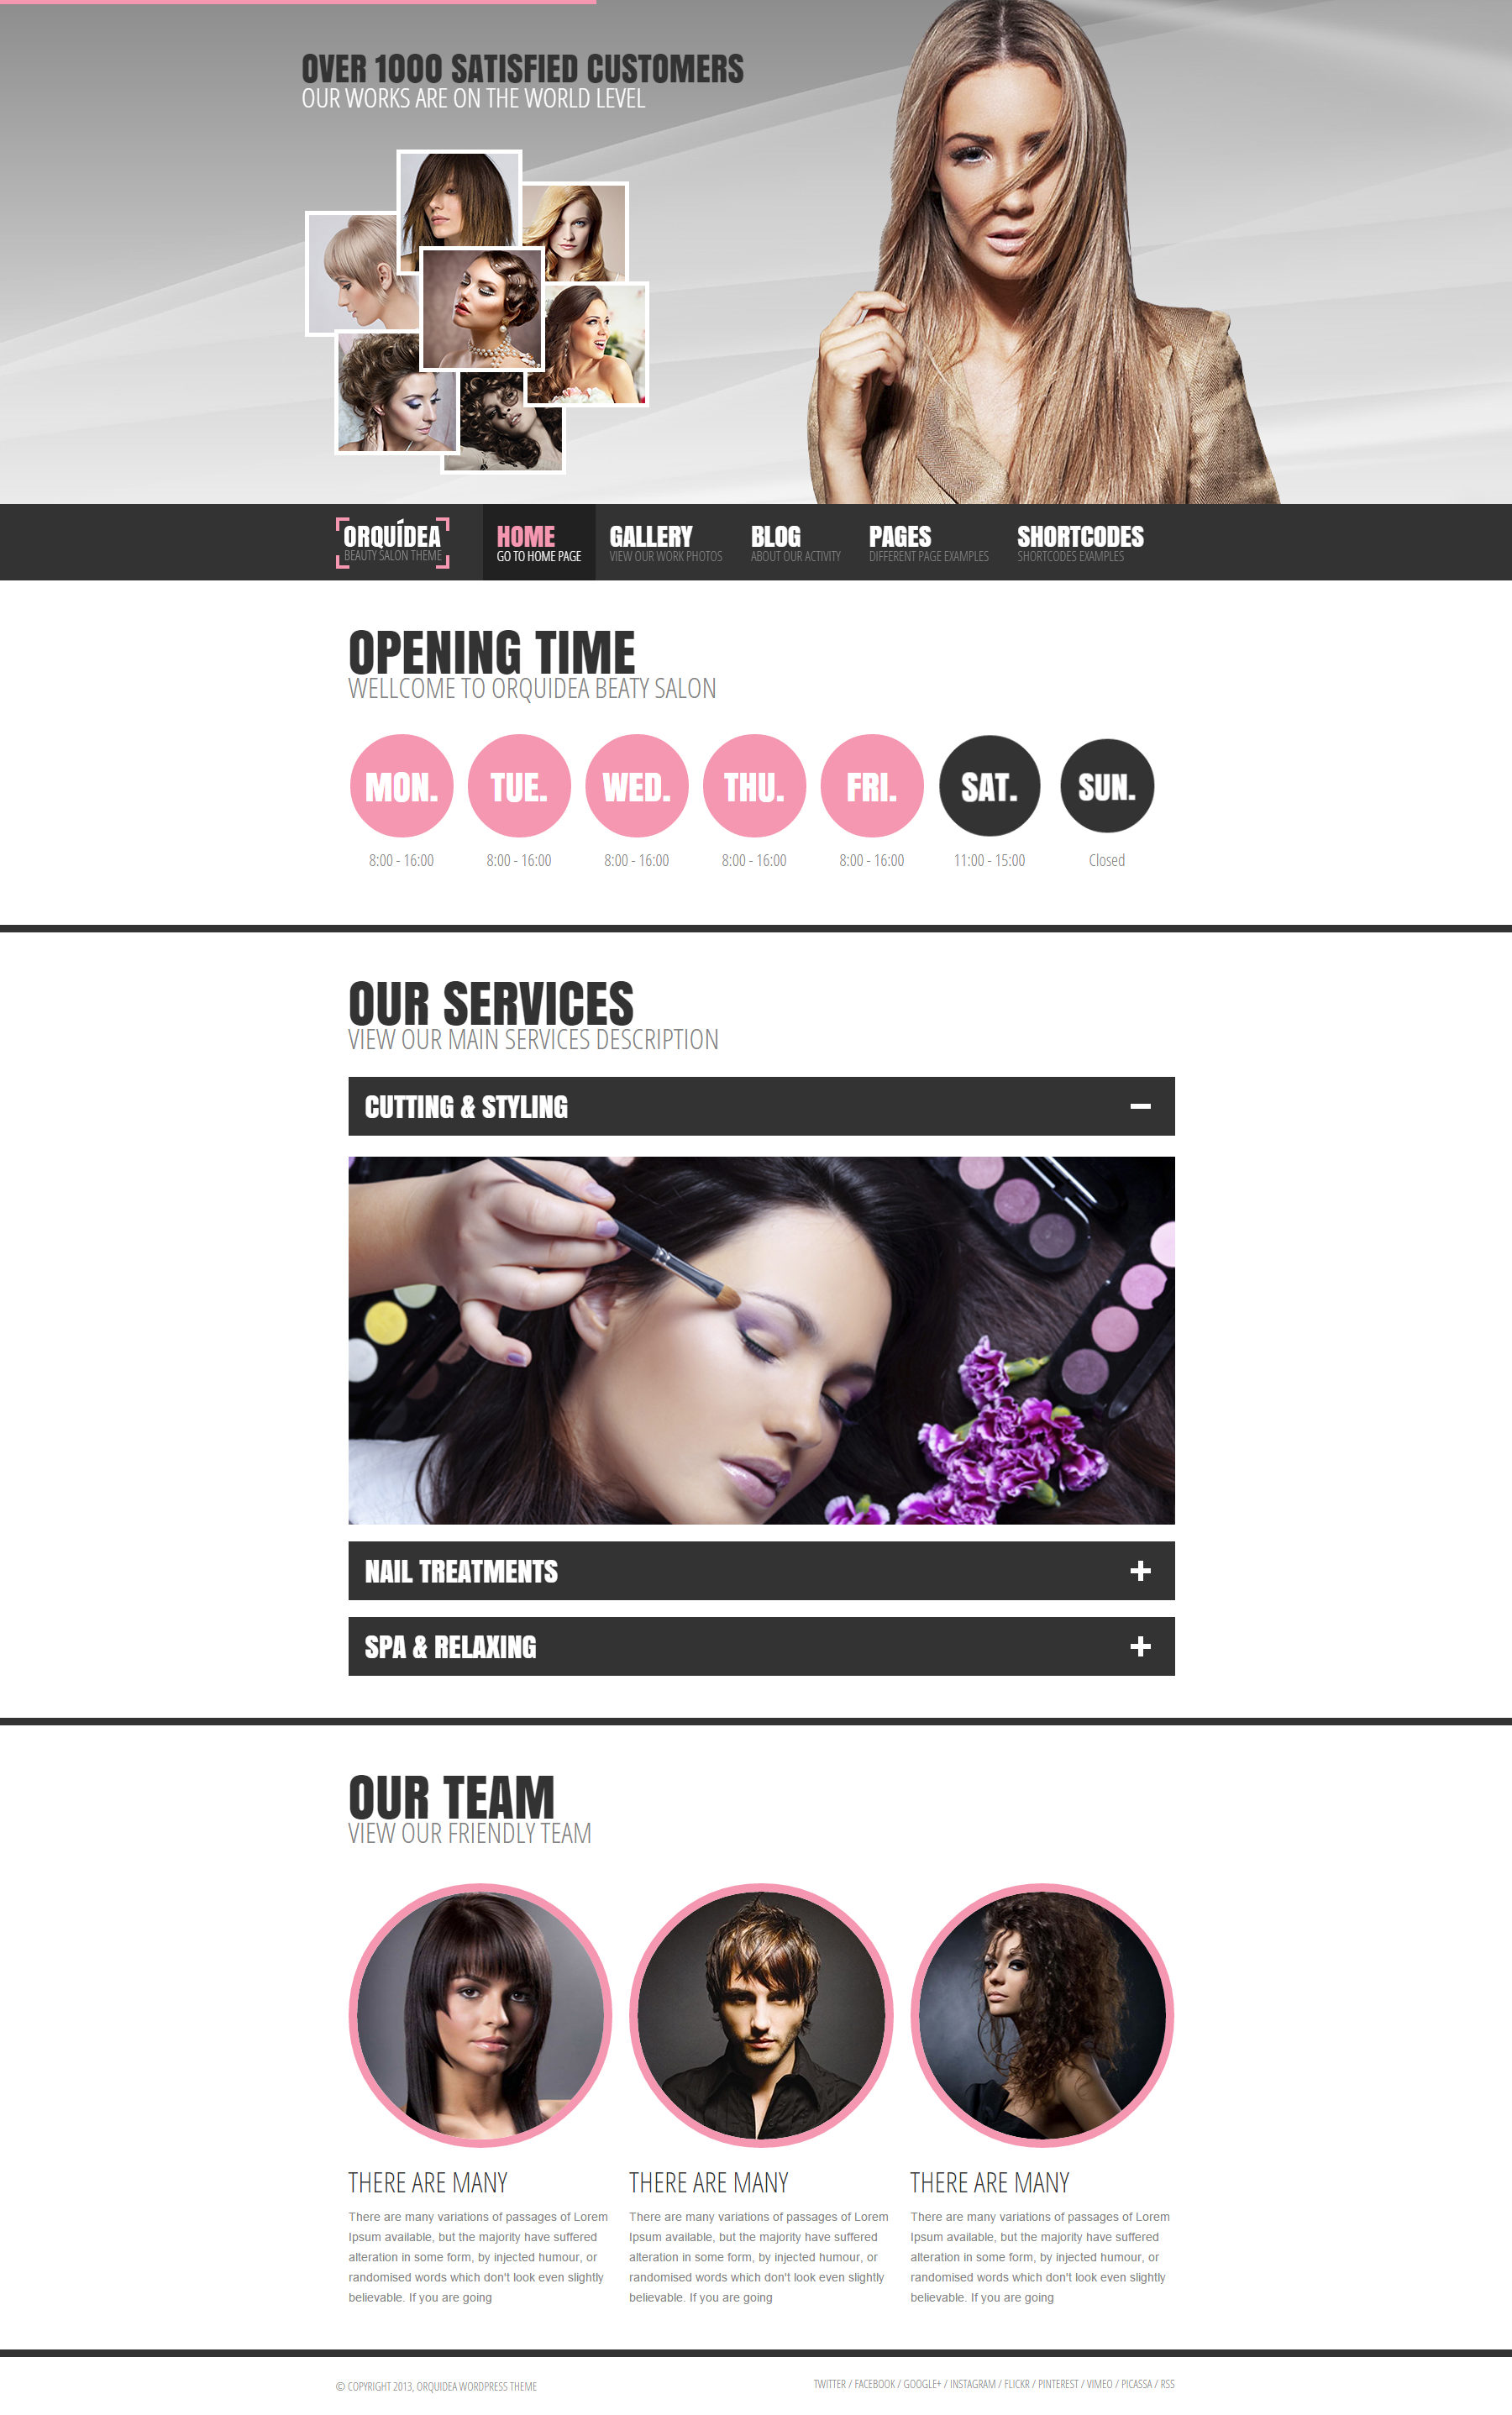 OVER 1000 SATISFIED CUSTOMERS
OUR WORKS ARE ON THE WORLD LEVEL
ORQUÍDEA
BEAUTY SALON THEME
HOME
GO TO HOME PAGE
GALLERY
VIEW OUR WORK PHOTOS
BLOG
ABOUT OUR ACTIVITY
PAGES
DIFFERENT PAGE EXAMPLES
SHORTCODES
SHORTCODES EXAMPLES
OPENING TIME
WELLCOME TO ORQUIDEA BEATY SALON
MON. TUE. WED. THU. FRI. SAT. SUN.
8:00 - 16:00 8:00 - 16:00 8:00 - 16:00 8:00 - 16:00 8:00 - 16:00 11:00 - 15:00 Closed
OUR SERVICES
VIEW OUR MAIN SERVICES DESCRIPTION
CUTTING & STYLING
NAIL TREATMENTS
SPA & RELAXING
OUR TEAM
VIEW OUR FRIENDLY TEAM
THERE ARE MANY
There are many variations of passages of Lorem
Ipsum available, but the majority have suffered
alteration in some form, by injected humour, or
randomised words which don't look even slightly
believable. If you are going
THERE ARE MANY
There are many variations of passages of Lorem
Ipsum available, but the majority have suffered
alteration in some form, by injected humour, or
randomised words which don't look even slightly
believable. If you are going
THERE ARE MANY
There are many variations of passages of Lorem
Ipsum available, but the majority have suffered
alteration in some form, by injected humour, or
randomised words which don't look even slightly
believable. If you are going
© COPYRIGHT 2013, ORQUIDEA WORDPRESS THEME
TWITTER / FACEBOOK / GOOGLE+ / INSTAGRAM / FLICKR / PINTEREST / VIMEO / PICASSA / RSS